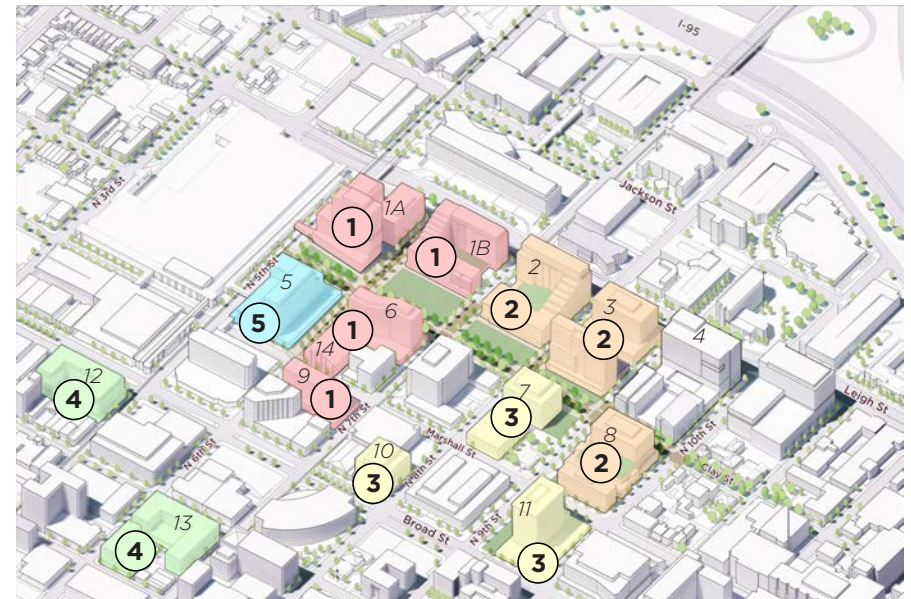 I-95
N 3rd St
Jackson St
1A
1
1B
1
N 5th St
5
5
2
2
3
2
6
1
4
14
9
1
N 7th St
12
4
Leigh St
7
3
Marshall St
N 10th St
8
2
Clay St
N 6th St
10
3
N 8th St
Broad St
N 9th St
11
3
13
4